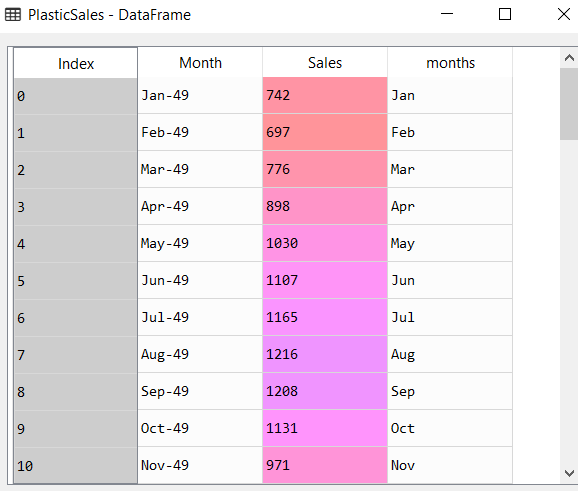 PlasticSales - DataFrame
Index Month Sales months
0 Jan-49 742 Jan
1 Feb-49 697 Feb
2 Mar-49 776 Mar
3 Apr-49 898 Apr
4 May-49 1030 May
5 Jun-49 1107 Jun
6 Jul-49 1165 Jul
7 Aug-49 1216 Aug
8 Sep-49 1208 Sep
9 Oct-49 1131 Oct
10 Nov-49 971 Nov